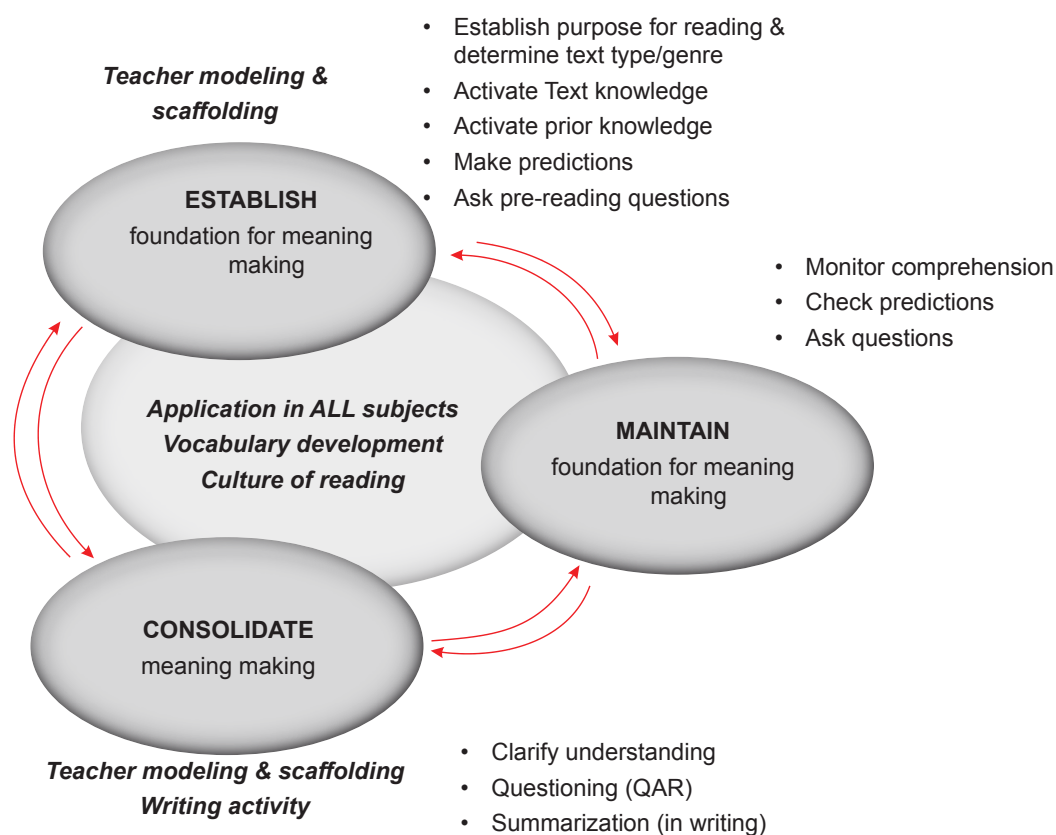 Teacher modeling &
scaffolding
• Establish purpose for reading &
determine text type/genre
• Activate Text knowledge
• Activate prior knowledge
• Make predictions
• Ask pre-reading questions
ESTABLISH
foundation for meaning
making
• Monitor comprehension
• Check predictions
• Ask questions
Application in ALL subjects
Vocabulary development
Culture of reading
MAINTAIN
foundation for meaning
making
CONSOLIDATE
meaning making
Teacher modeling & scaffolding
Writing activity
• Clarify understanding
• Questioning (QAR)
• Summarization (in writing)